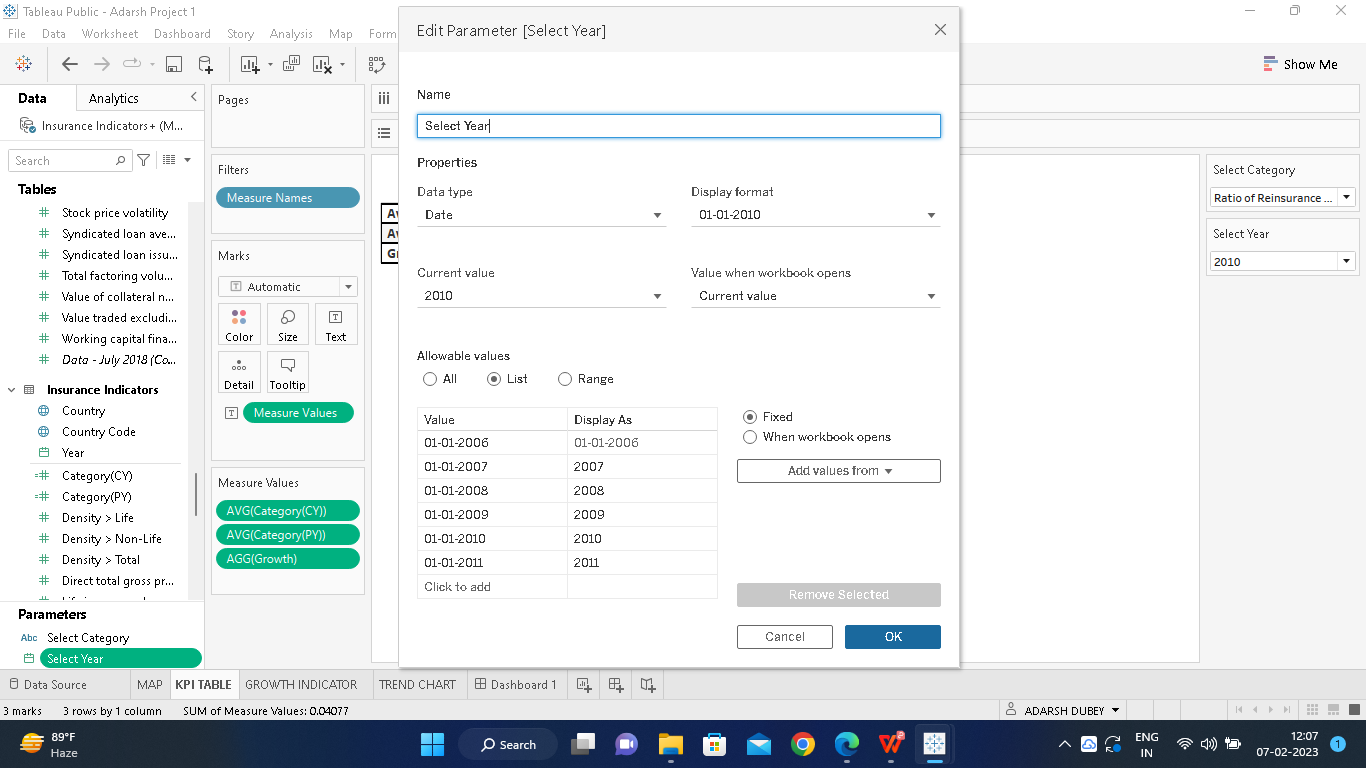 Tableau Public - Adarsh Project 1
File Data Worksheet Dashboard Story Analysis Map Form
Show Me
Data Analytics
Insurance Indicators+ (M...
Search
Tables
Stock price volatility
Syndicated loan ave...
Syndicated loan issu...
Total factoring volu...
Value of collateral n...
Value traded excludi...
Working capital fina...
Data - July 2018 (Co...
Insurance Indicators
Country
Country Code
Year
Category(CY)
Category(PY)
Density > Life
Density > Non-Life
Density > Total
Direct total gross pr...
Parameters
Abc Select Category
Select Year
Pages
Filters
Measure Names
Marks
Automatic
Color Size Text
Detail Tooltip
Measure Values
Measure Values
AVG(Category(CY))
AVG(Category(PY))
AGG(Growth)
Edit Parameter [Select Year]
Name
Select Year
Properties
Data type Display format
Date 01-01-2010
Current value Value when workbook opens
2010 Current value
Allowable values
All List Range
Value Display As
01-01-2006 01-01-2006
01-01-2007 2007
01-01-2008 2008
01-01-2009 2009
01-01-2010 2010
01-01-2011 2011
Click to add
Fixed
When workbook opens
Add values from
Remove Selected
Cancel OK
Select Category
Ratio of Reinsurance ...
Select Year
2010
Data Source MAP KPI TABLE GROWTH INDICATOR TREND CHART Dashboard 1
3 marks 3 rows by 1 column SUM of Measure Values: 0.04077 ADARSH DUBEY
89°F
Haze
Search
ENG
IN
12:07
07-02-2023
1